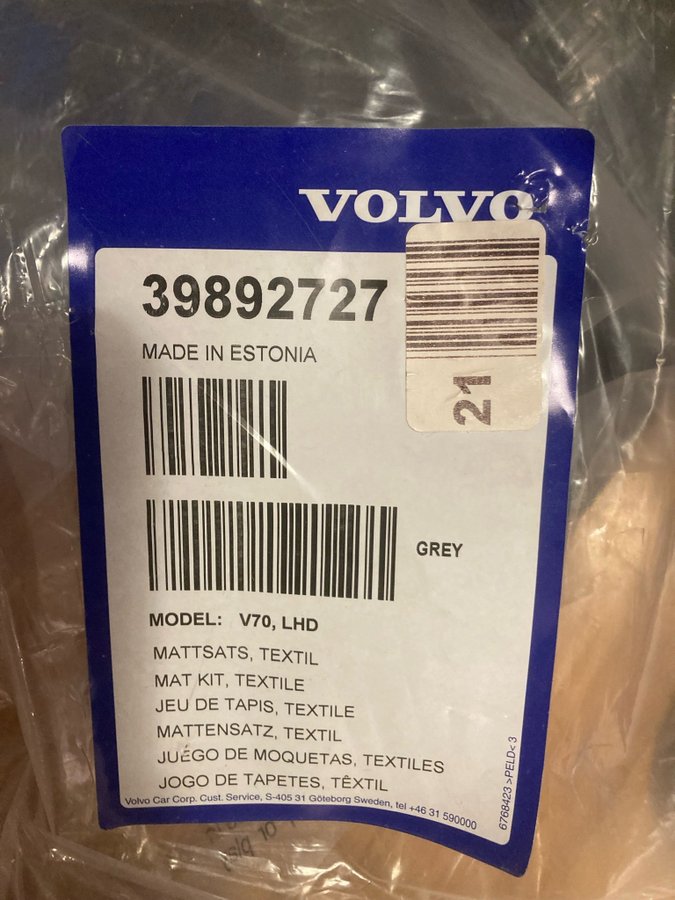 VOLVO
39892727
MADE IN ESTONIA
21
GREY
MODEL: V70, LHD
MATTSATS, TEXTIL
MAT KIT, TEXTILE
JEU DE TAPIS, TEXTILE
MATTENSATZ, TEXTIL
JUÉGO DE MOQUETAS, TEXTILES
JOGO DE TAPETES, TÊXTIL
Volvo Car Corp. Cust. Service, S-405 31 Göteborg Sweden, tel +46 31 590000
6768423 >PELD< 3